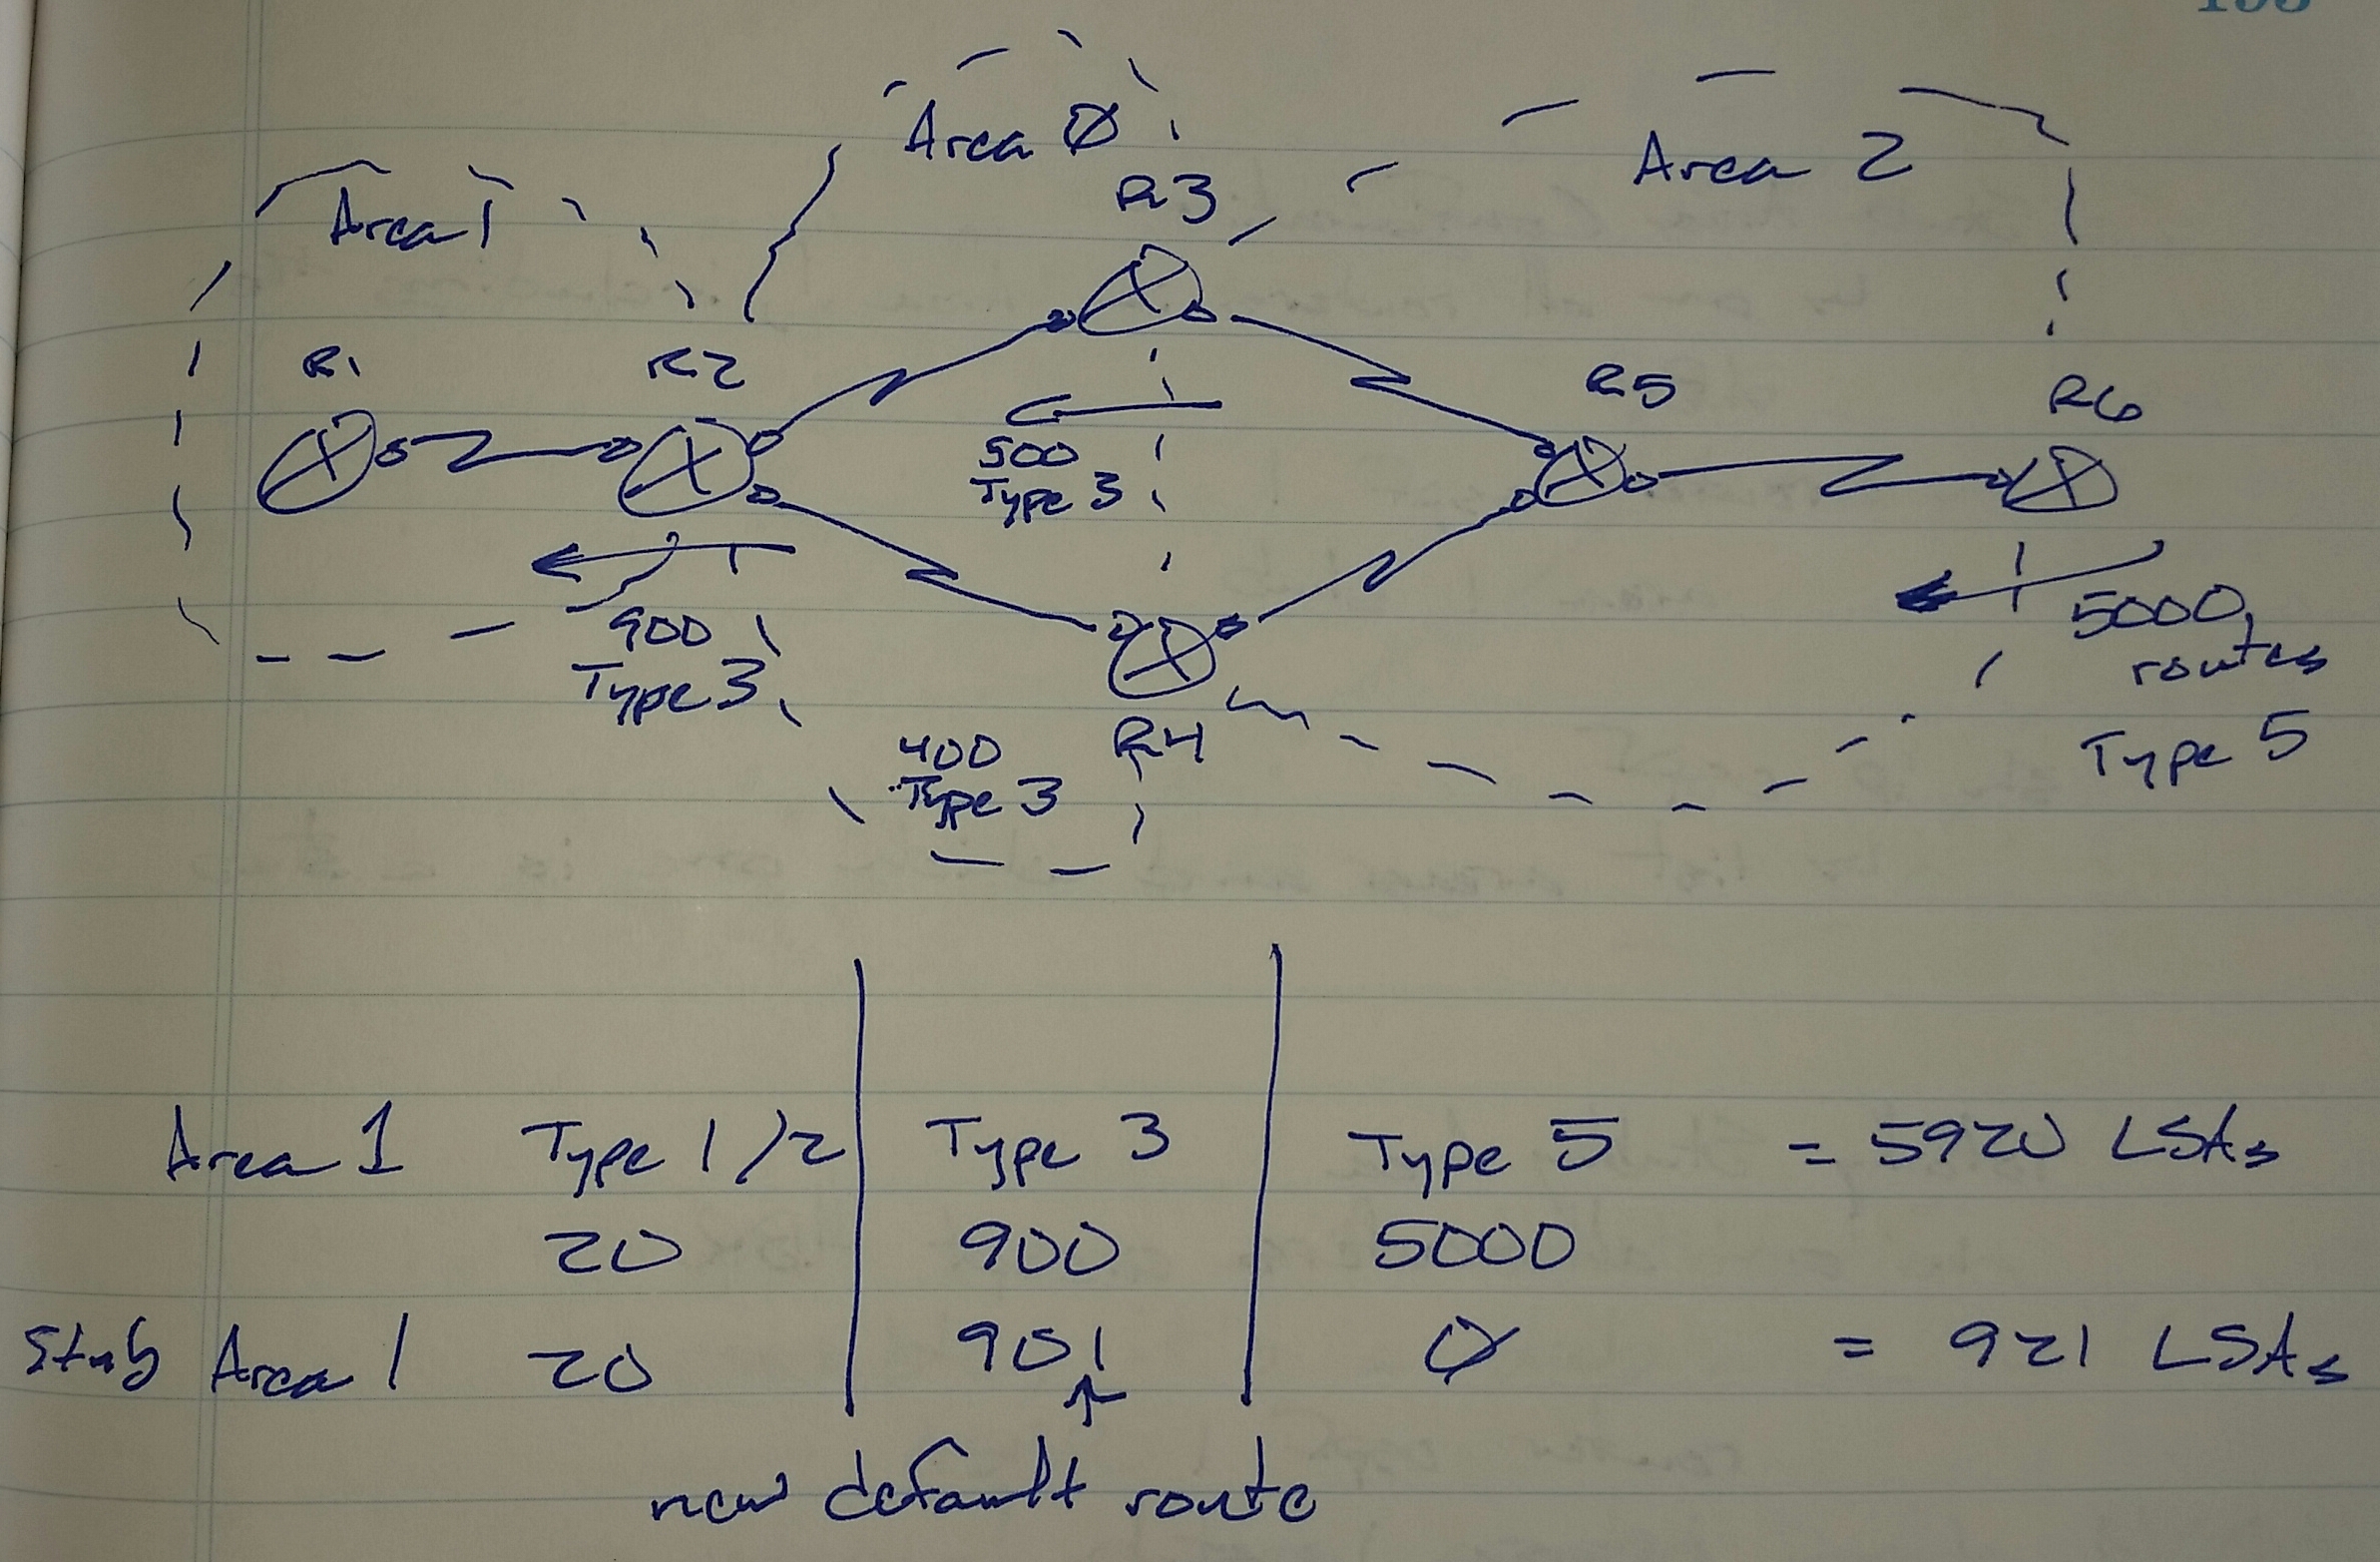 193
Area Ø
Area 2
Area 1
R3
R1
R2
R5
R6
500
Type 3
900
Type 3
5000
routes
Type 5
400
Type 3
R4
Area 1 Type 1/2 Type 3 Type 5 = 5920 LSAs
20 900 5000
Stub Area 1 20 901 Ø = 921 LSAs
new default route